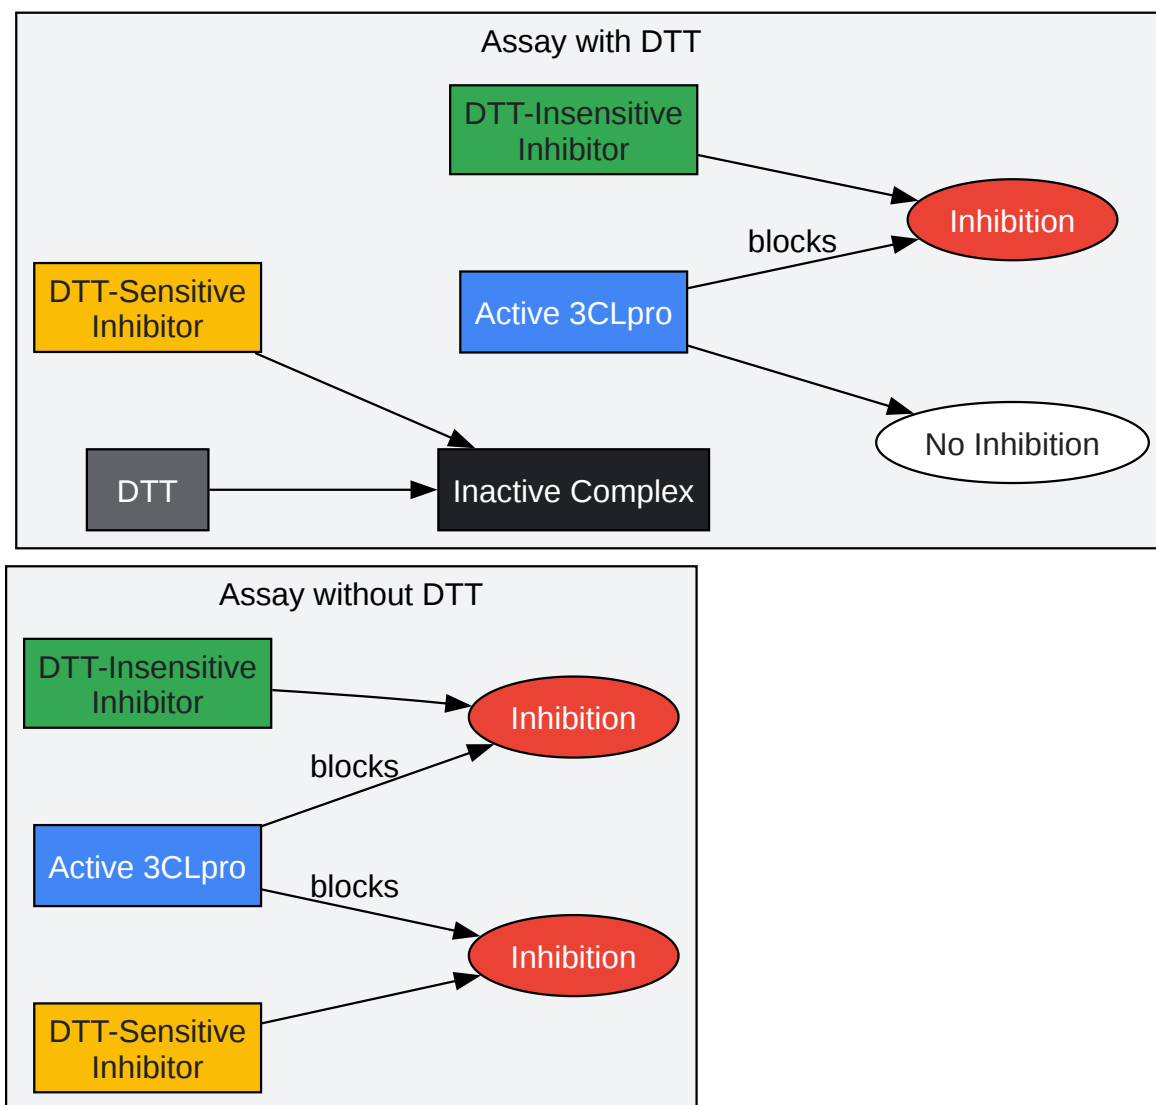 Assay with DTT
DTT-Insensitive
Inhibitor
Inhibition
blocks
DTT-Sensitive
Inhibitor
Active 3CLpro
No Inhibition
DTT
Inactive Complex
Assay without DTT
DTT-Insensitive
Inhibitor
Inhibition
blocks
Active 3CLpro
blocks
Inhibition
DTT-Sensitive
Inhibitor